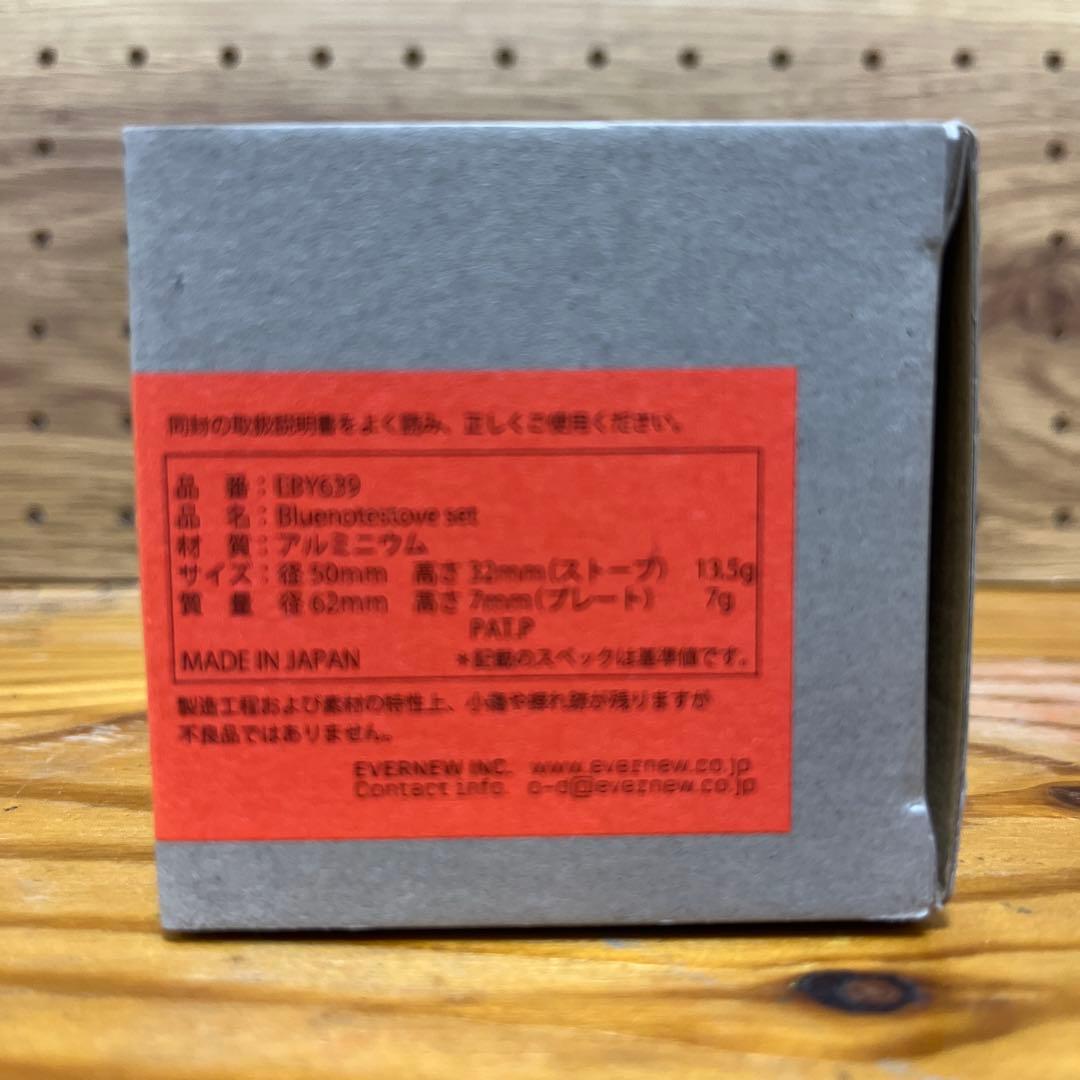 同封の取扱説明書をよく読み、正しくご使用ください。
品　番：EBY639
品　名：Bluenotestove set
材　質：アルミニウム
サイズ：径 50mm　高さ 32mm（ストーブ）　13.5g
質　量　径 62mm　高さ 7mm（プレート）　7g
PAT.P
MADE IN JAPAN　＊記載のスペックは基準値です。
製造工程および素材の特性上、小傷や擦れ跡が残りますが
不良品ではありません。
EVERNEW INC.　www.evernew.co.jp
Contact info.　o-d@evernew.co.jp